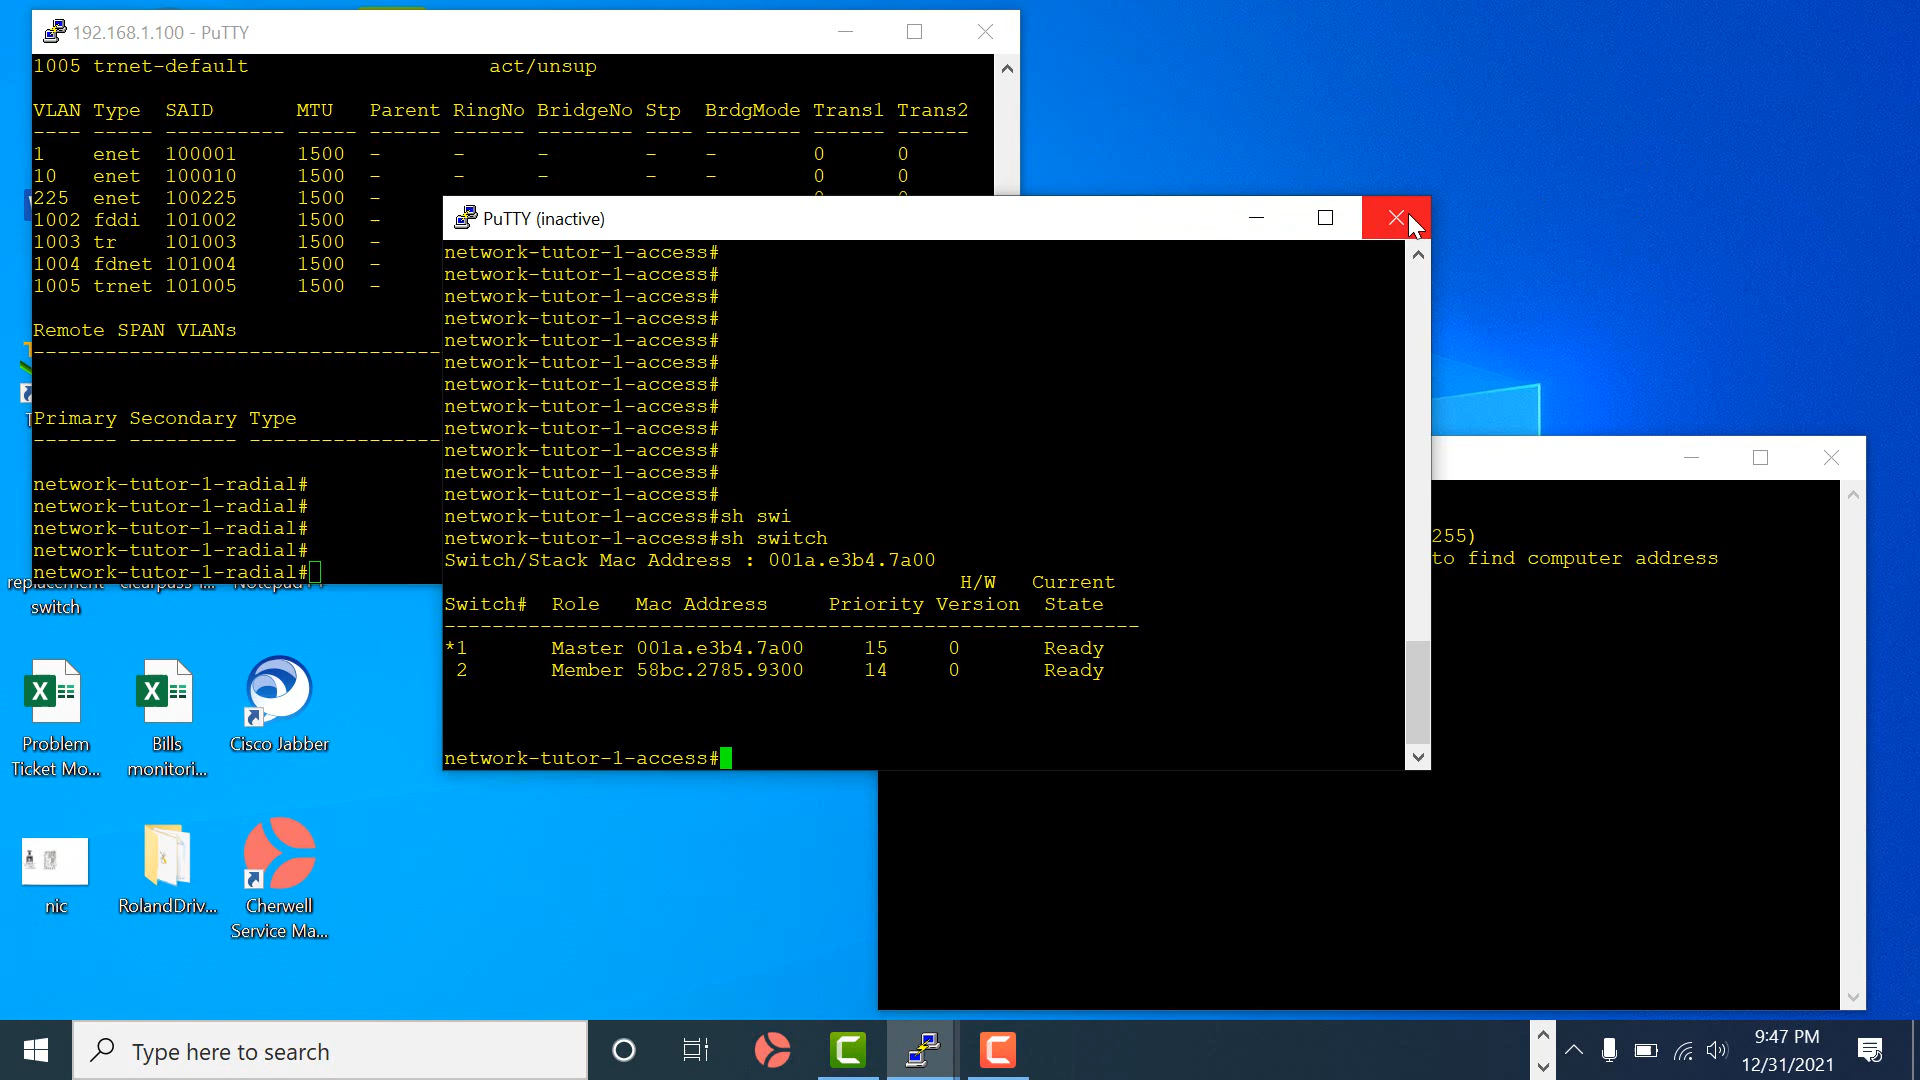 192.168.1.100 - PuTTY
1005 trnet-default act/unsup
VLAN Type SAID MTU Parent RingNo BridgeNo Stp BrdgMode Trans1 Trans2
---- ----- ---------- ----- ------ ------ -------- ---- -------- ------ ------
1 enet 100001 1500 - - - - - 0 0
10 enet 100010 1500 - - - - - 0 0
225 enet 100225 1500 -
1002 fddi 101002 1500 -
1003 tr 101003 1500 -
1004 fdnet 101004 1500 -
1005 trnet 101005 1500 -
Remote SPAN VLANs
----------------------------------
Primary Secondary Type
------- --------- ----------------
network-tutor-1-radial#
network-tutor-1-radial#
network-tutor-1-radial#
network-tutor-1-radial#
network-tutor-1-radial#
PuTTY (inactive)
network-tutor-1-access#
network-tutor-1-access#
network-tutor-1-access#
network-tutor-1-access#
network-tutor-1-access#
network-tutor-1-access#
network-tutor-1-access#
network-tutor-1-access#
network-tutor-1-access#
network-tutor-1-access#
network-tutor-1-access#
network-tutor-1-access#
network-tutor-1-access#sh swi
network-tutor-1-access#sh switch
Switch/Stack Mac Address : 001a.e3b4.7a00
H/W Current
Switch# Role Mac Address Priority Version State
----------------------------------------------------------
*1 Master 001a.e3b4.7a00 15 0 Ready
2 Member 58bc.2785.9300 14 0 Ready
network-tutor-1-access#
255)
to find computer address
switch
Problem
Ticket Mo...
Bills
monitori...
Cisco Jabber
nic
RolandDriv...
Cherwell
Service Ma...
Type here to search
9:47 PM
12/31/2021